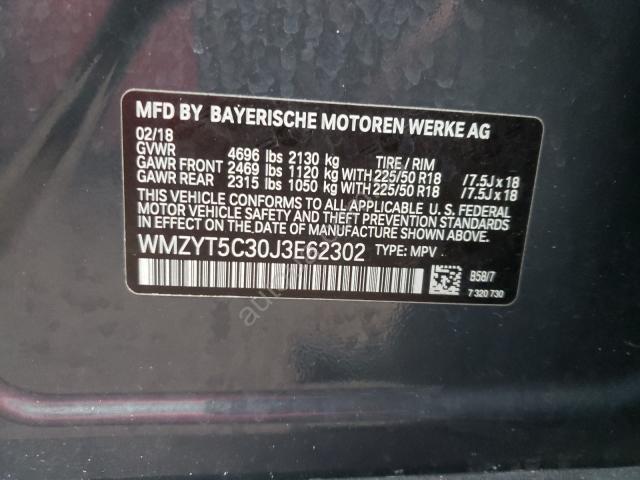 MFD BY BAYERISCHE MOTOREN WERKE AG
02/18
GVWR 4696 lbs 2130 kg TIRE / RIM
GAWR FRONT 2469 lbs 1120 kg WITH 225/50 R18 /7.5J x 18
GAWR REAR 2315 lbs 1050 kg WITH 225/50 R18 /7.5J x 18
THIS VEHICLE CONFORMS TO ALL APPLICABLE U. S. FEDERAL
MOTOR VEHICLE SAFETY, BUMPER, AND THEFT PREVENTION STANDARDS
IN EFFECT ON THE DATE OF MANUFACTURE SHOWN ABOVE.
WMZYT5C30J3E62302 TYPE: MPV
B58/7
7 320 730